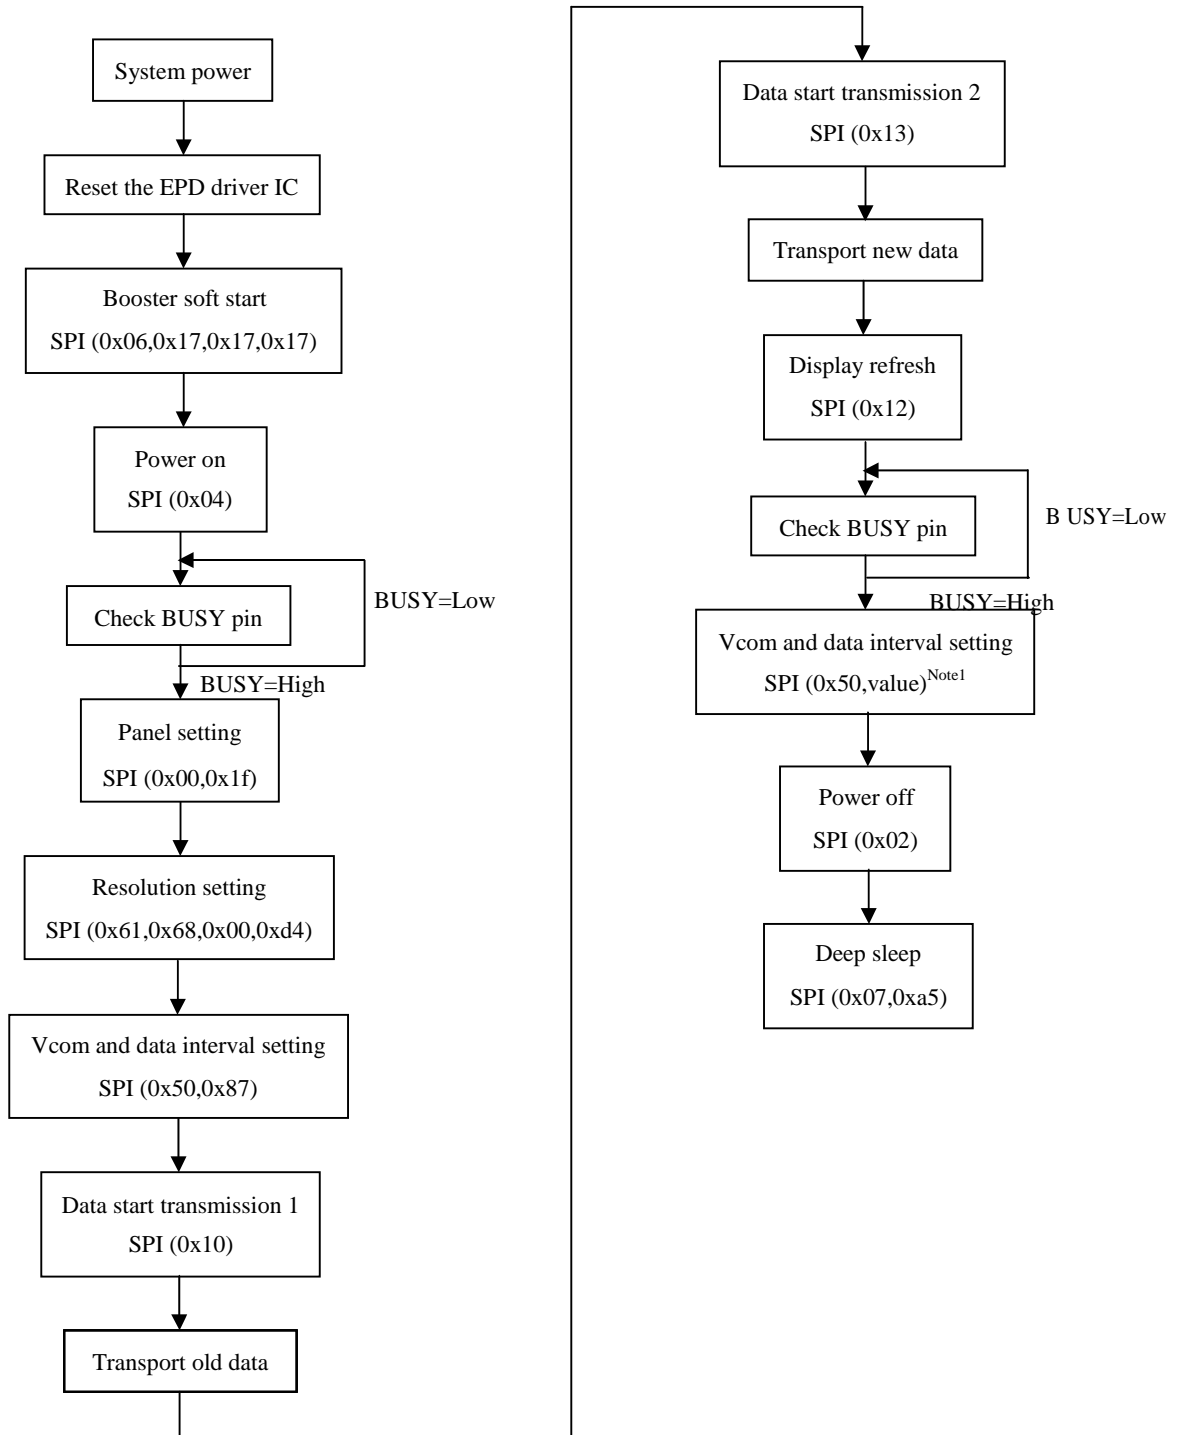 System power
Reset the EPD driver IC
Booster soft start
SPI (0x06,0x17,0x17,0x17)
Power on
SPI (0x04)
Check BUSY pin
BUSY=Low
BUSY=High
Panel setting
SPI (0x00,0x1f)
Resolution setting
SPI (0x61,0x68,0x00,0xd4)
Vcom and data interval setting
SPI (0x50,0x87)
Data start transmission 1
SPI (0x10)
Transport old data
Data start transmission 2
SPI (0x13)
Transport new data
Display refresh
SPI (0x12)
Check BUSY pin
B USY=Low
BUSY=High
Vcom and data interval setting
SPI (0x50,value)Note1
Power off
SPI (0x02)
Deep sleep
SPI (0x07,0xa5)